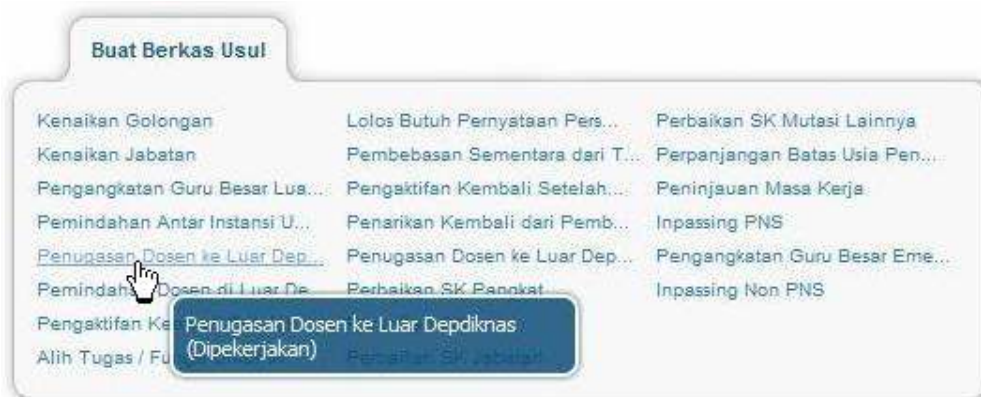 Buat Berkas Usul
Kenaikan Golongan
Kenaikan Jabatan
Pengangkatan Guru Besar Lua...
Pemindahan Antar Instansi U...
Penugasan Dosen ke Luar Dep...
Pemindah Dosen di Luar De
Pengaktifan Ke
Alih Tugas / Fu
Lolos Butuh Pernyataan Pers...
Pembebasan Sementara dari T...
Pengaktifan Kembali Setelah...
Penarikan Kembali dari Pemb...
Penugasan Dosen ke Luar Dep...
Perbaikan SK Pangkat
Perbaikan SK Jabatan
Perbaikan SK Mutasi Lainnya
Perpanjangan Batas Usia Pen...
Peninjauan Masa Kerja
Inpassing PNS
Pengangkatan Guru Besar Eme...
Inpassing Non PNS
Penugasan Dosen ke Luar Depdiknas
(Dipekerjakan)